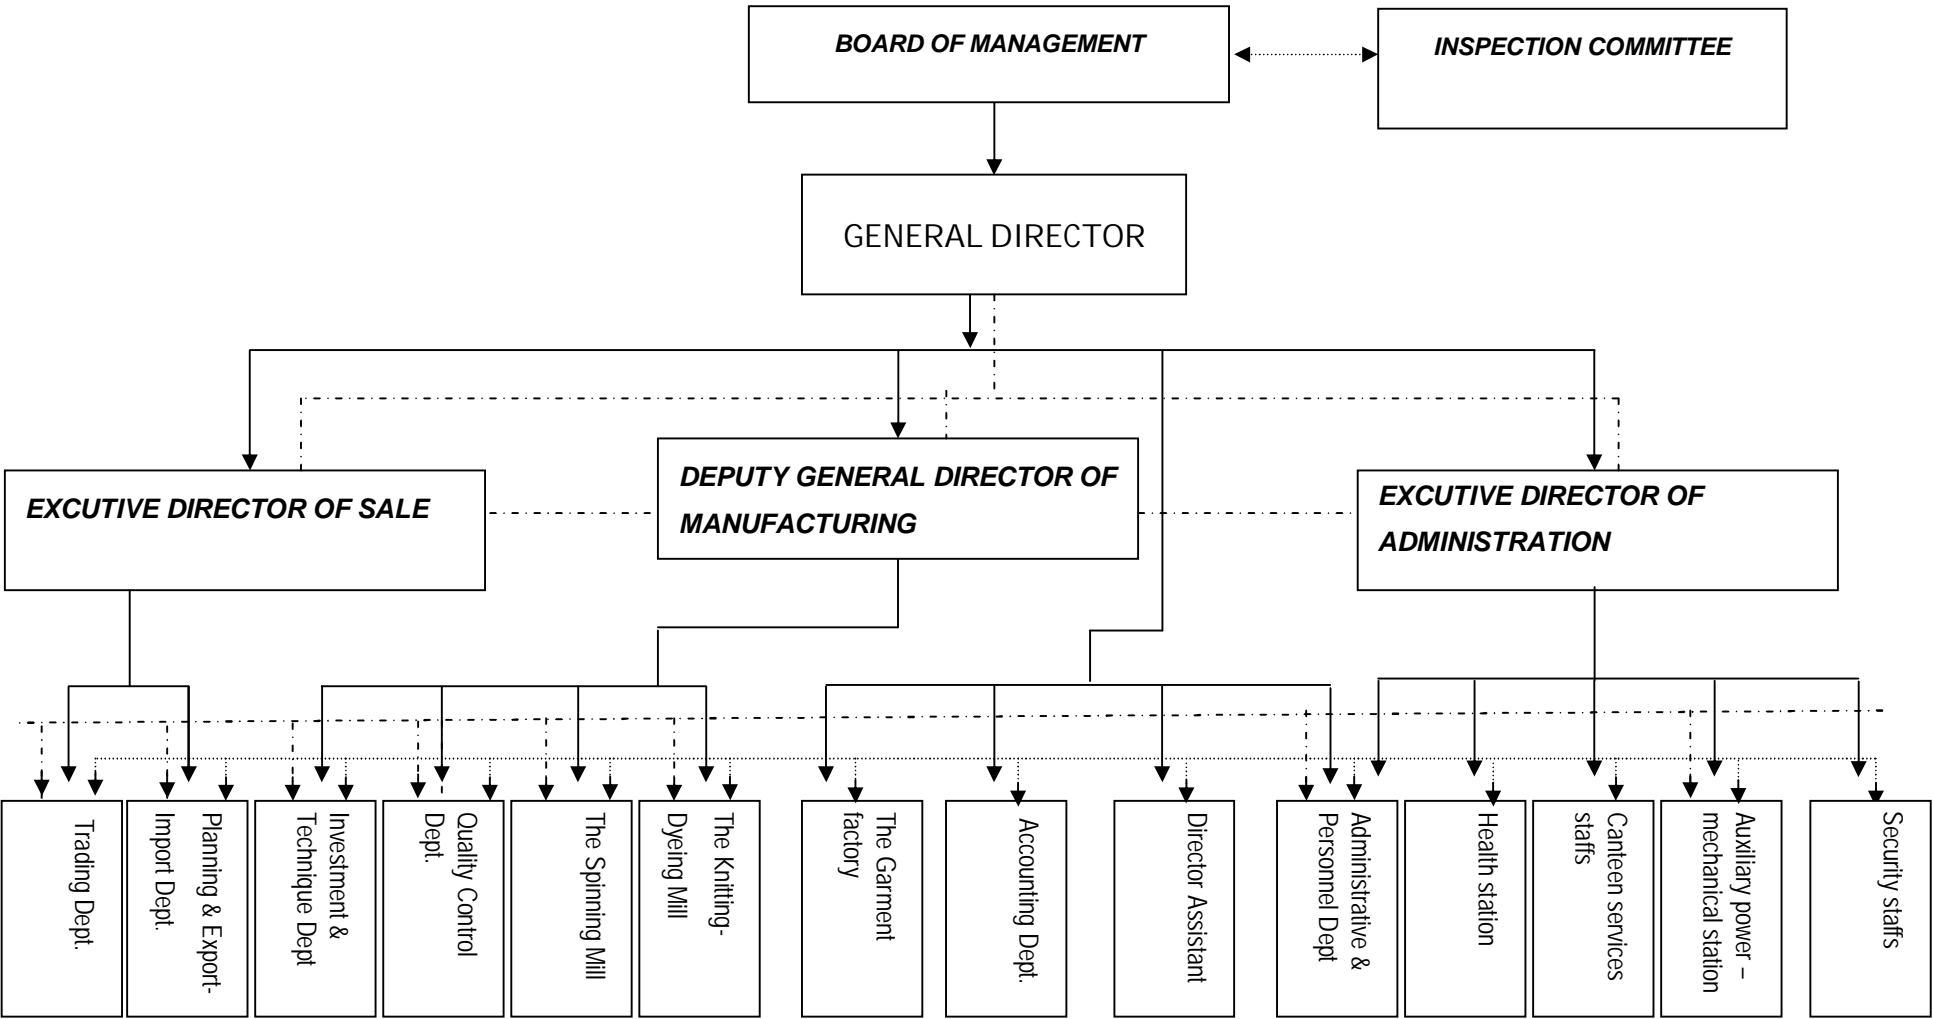 BOARD OF MANAGEMENT
INSPECTION COMMITTEE
GENERAL DIRECTOR
EXCUTIVE DIRECTOR OF SALE
DEPUTY GENERAL DIRECTOR OF
MANUFACTURING
EXCUTIVE DIRECTOR OF
ADMINISTRATION
Trading Dept.
Planning & Export-
Import Dept.
Investment &
Technique Dept
Quality Control
Dept.
The Spinning Mill
The Knitting-
Dyeing Mill
The Garment
factory
Accounting Dept.
Director Assistant
Administrative &
Personnel Dept
Health station
Canteen services
staffs
Auxiliary power –
mechanical station
Security staffs